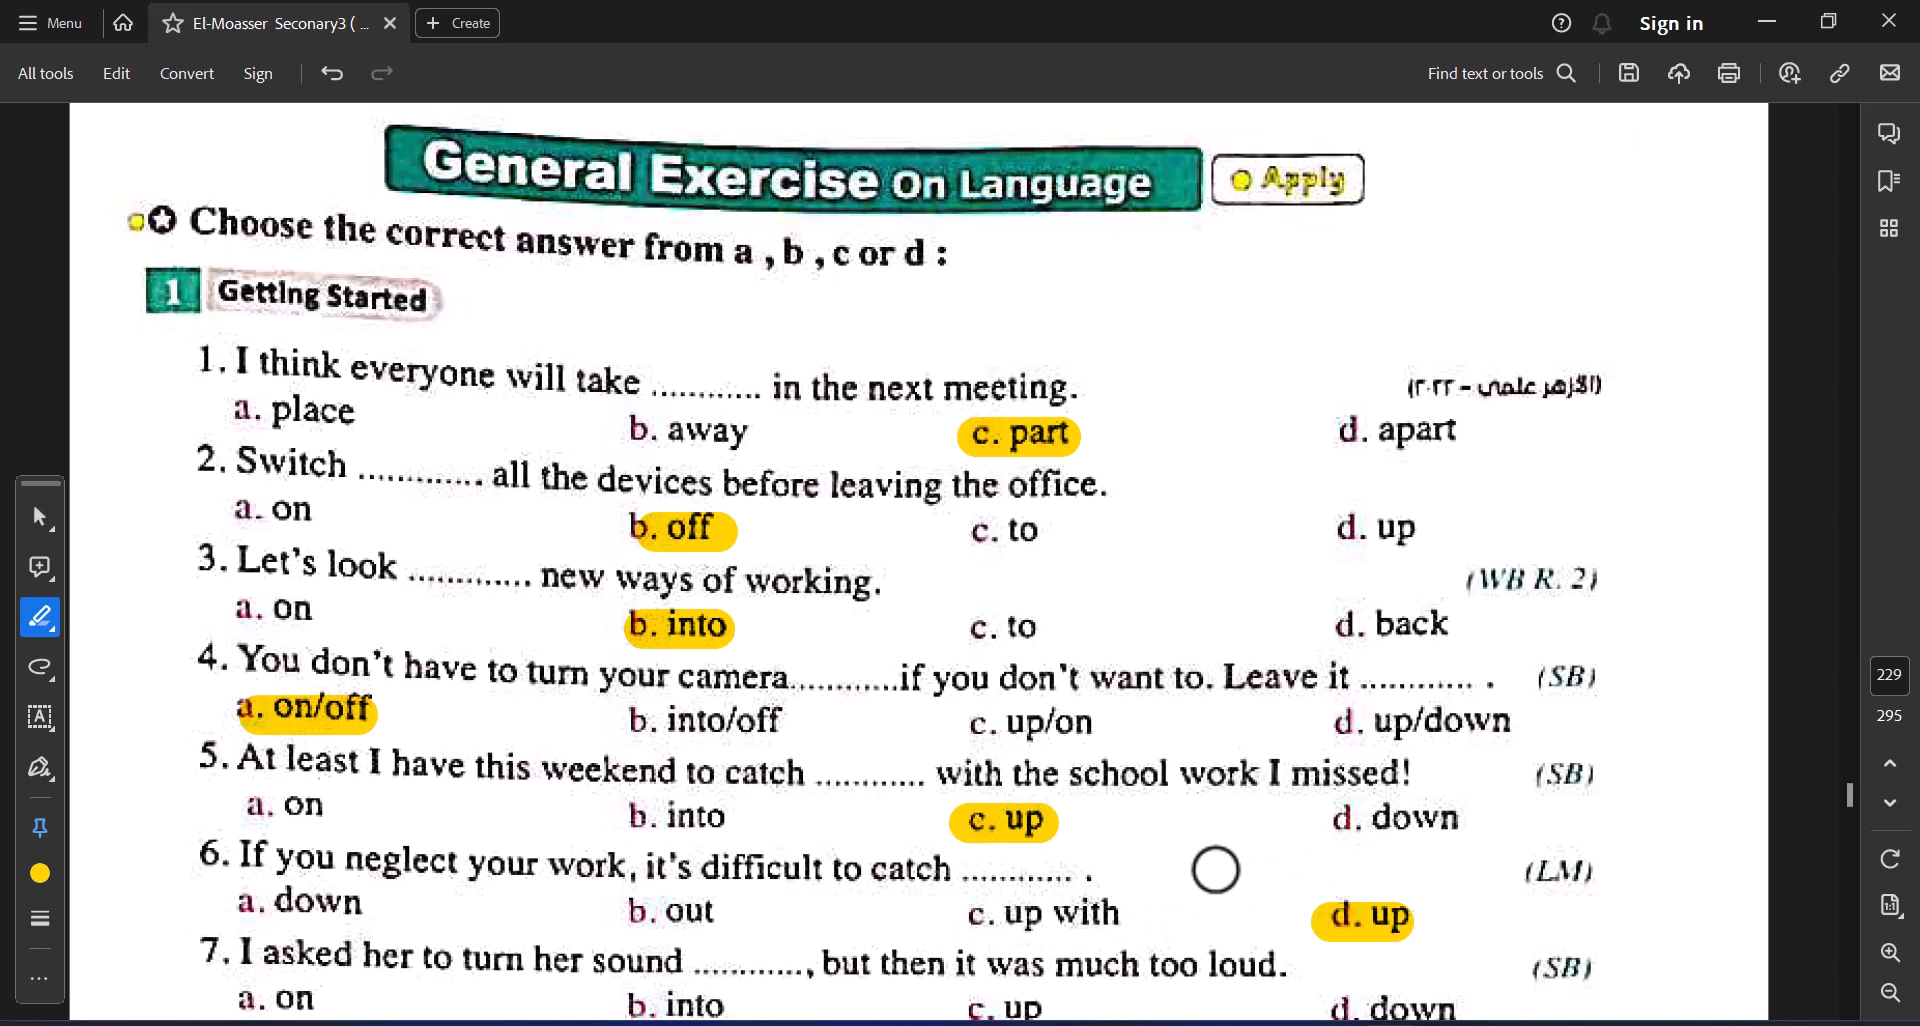 Menu
El-Moasser Seconary3 ( ...
Create
Sign in
All tools
Edit
Convert
Sign
Find text or tools
General Exercise On Language
Apply
Choose the correct answer from a , b , c or d :
1 Getting Started
1. I think everyone will take ............ in the next meeting. (الأزهر علمي - ٢٠٢٢)
a. place b. away c. part d. apart
2. Switch ............. all the devices before leaving the office.
a. on b. off c. to d. up
3. Let's look ............. new ways of working. (WB R. 2)
a. on b. into c. to d. back
4. You don't have to turn your camera............if you don't want to. Leave it ............ . (SB)
a. on/off b. into/off c. up/on d. up/down
5. At least I have this weekend to catch ............ with the school work I missed! (SB)
a. on b. into c. up d. down
6. If you neglect your work, it's difficult to catch ............ . (LM)
a. down b. out c. up with d. up
7. I asked her to turn her sound ............, but then it was much too loud. (SB)
a. on b. into c. up d. down
229
295